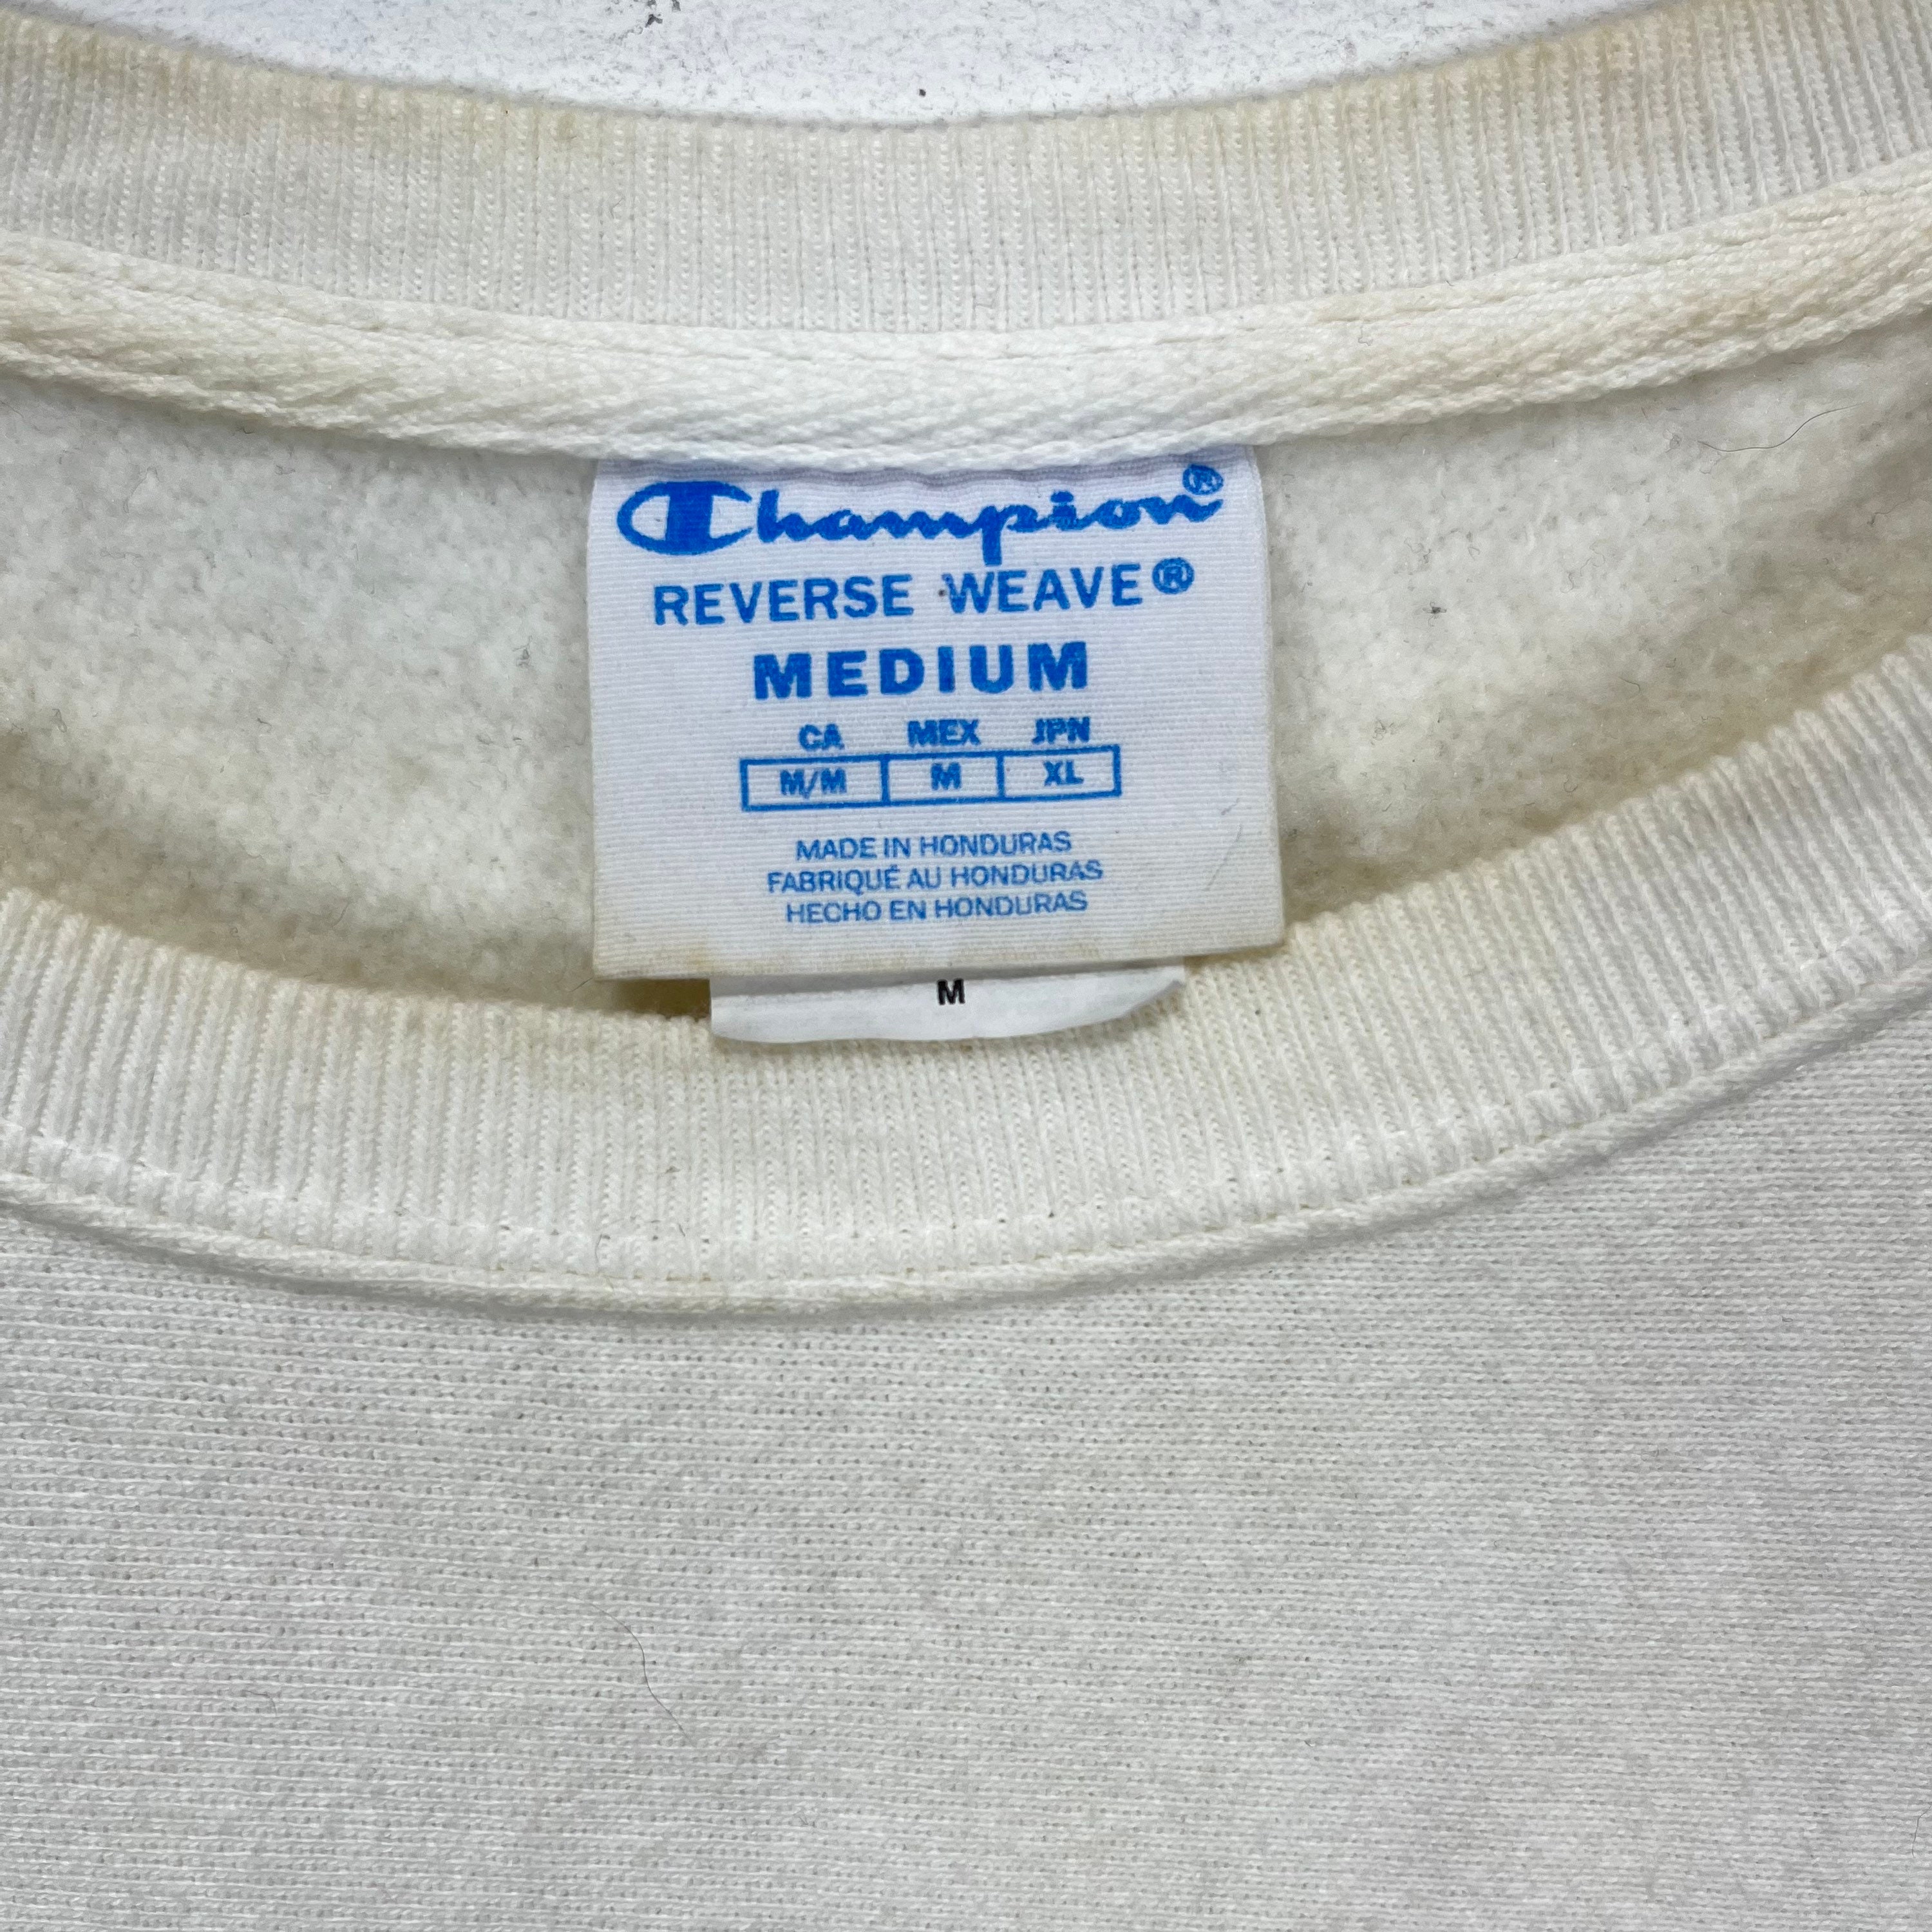 Champion®
REVERSE WEAVE®
MEDIUM
CA MEX JPN
M/M M XL
MADE IN HONDURAS
FABRIQUÉ AU HONDURAS
HECHO EN HONDURAS
M